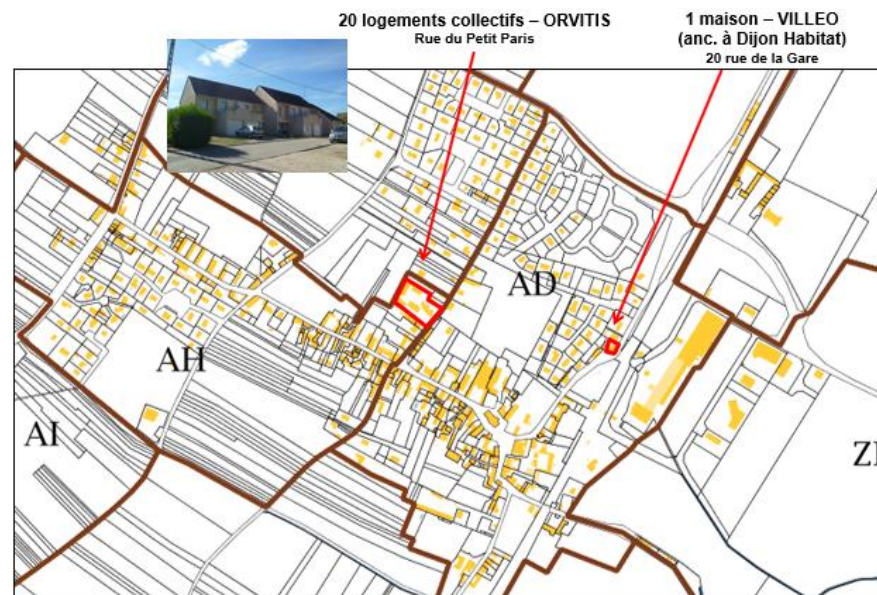 20 logements collectifs – ORVITIS
Rue du Petit Paris
1 maison – VILLEO
(anc. à Dijon Habitat)
20 rue de la Gare
AD
AH
AI